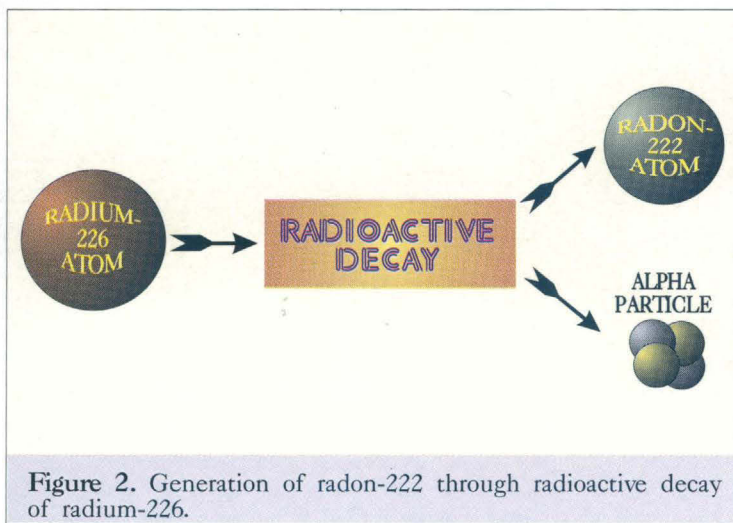 RADIUM-
226
ATOM
RADIOACTIVE
DECAY
RADON-
222
ATOM
ALPHA
PARTICLE
Figure 2. Generation of radon-222 through radioactive decay
of radium-226.